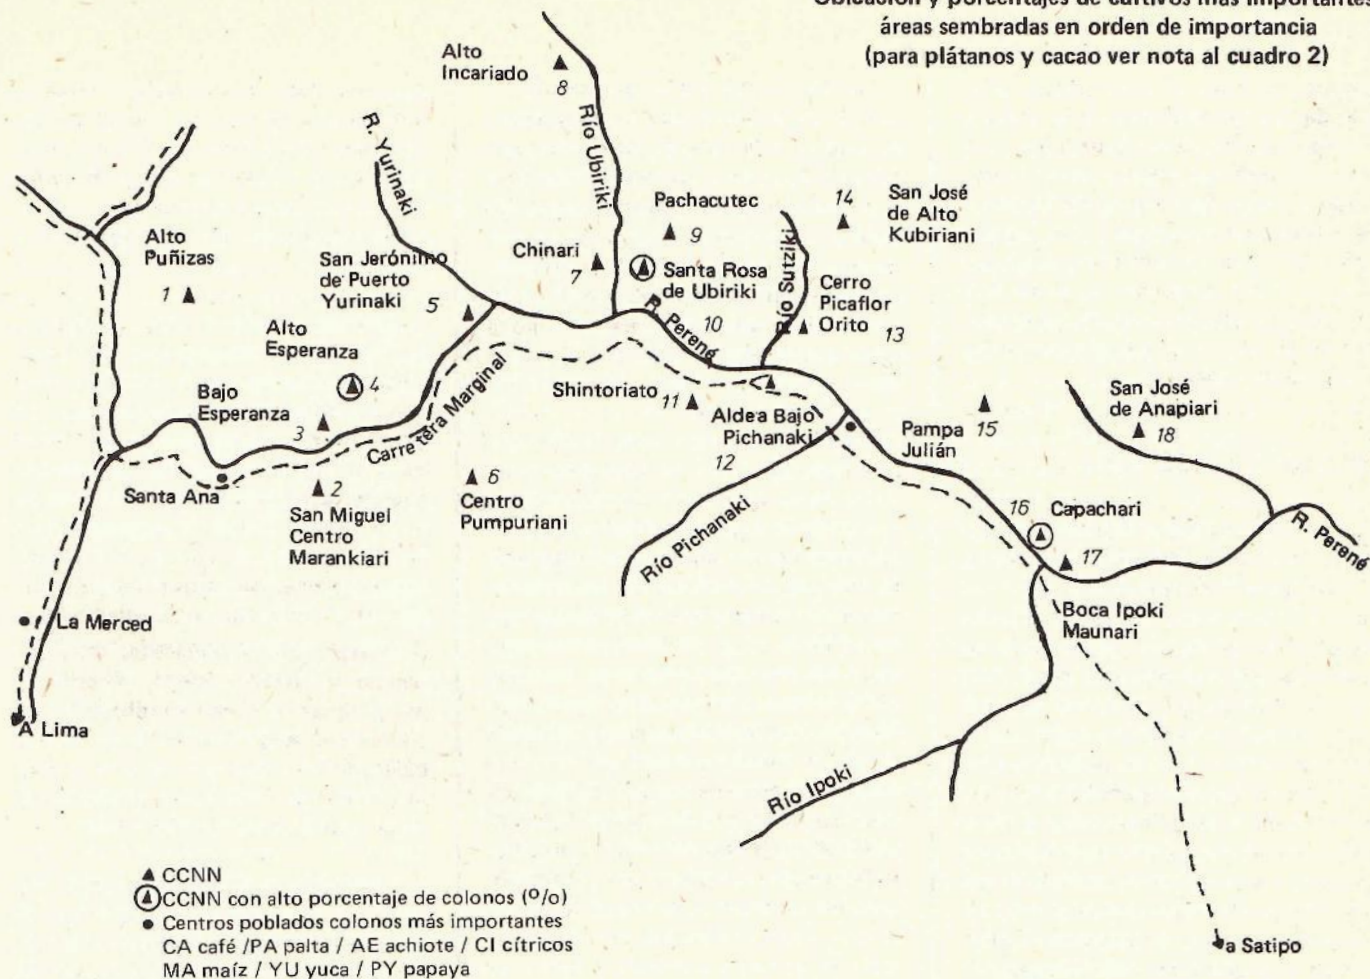 Ubicación y porcentajes de cultivos más importantes
áreas sembradas en orden de importancia
(para plátanos y cacao ver nota al cuadro 2)
Alto
Incariado
8
Río Ubiriki
R. Yurinaki
Alto
Puñizas
1
San Jerónimo
de Puerto
Yurinaki
5
Chinari
7
Pachacutec
9
Santa Rosa
de Ubiriki
10
R. Perené
Río Sutziki
14
San José
de Alto
Kubiriani
Cerro
Picaflor
Orito
13
Alto
Esperanza
4
Bajo
Esperanza
3
Carretera Marginal
Shintoriato
11
Aldea Bajo
Pichanaki
12
Pampa
Julián
15
San José
de Anapiari
18
Santa Ana
2
San Miguel
Centro
Marankiari
6
Centro
Pumpuriani
Río Pichanaki
16
Capachari
17
R. Perené
Boca Ipoki
Maunari
La Merced
A Lima
Río Ipoki
a Satipo
CCNN
CCNN con alto porcentaje de colonos (º/o)
Centros poblados colonos más importantes
CA café /PA palta / AE achiote / CI cítricos
MA maíz / YU yuca / PY papaya